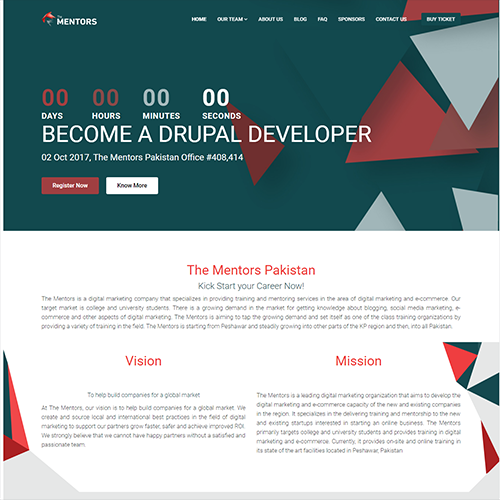 The
MENTORS
HOME OUR TEAM ABOUT US BLOG FAQ SPONSORS CONTACT US BUY TICKET
00 00 00 00
DAYS HOURS MINUTES SECONDS
BECOME A DRUPAL DEVELOPER
02 Oct 2017, The Mentors Pakistan Office #408,414
Register Now Know More
The Mentors Pakistan
Kick Start your Career Now!
The Mentors is a digital marketing company that specializes in providing training and mentoring services in the area of digital marketing and e-commerce. Our
target market is college and university students. There is a growing demand in the market for getting knowledge about blogging, social media marketing, e-
commerce and other aspects of digital marketing. The Mentors is aiming to tap the growing demand and set itself as one of the class training organizations by
providing a variety of training in the field. The Mentors is starting from Peshawar and steadily growing into other parts of the KP region and then, into all Pakistan.
Vision
To help build companies for a global market
At The Mentors, our vision is to help build companies for a global market. We
create and source local and international best practices in the field of digital
marketing to support our partners grow faster, safer and achieve improved ROI.
We strongly believe that we cannot have happy partners without a satisfied and
passionate team.
Mission
The Mentors is a leading digital marketing organization that aims to develop the
digital marketing and e-commerce capacity of the new and existing companies
in the region. It specializes in the delivering training and mentorship to the new
and existing startups interested in starting an online business. The Mentors
primarily targets college and university students and provides training in digital
marketing and e-commerce. Currently, it provides on-site and online training in
its state of the art facilities located in Peshawar, Pakistan